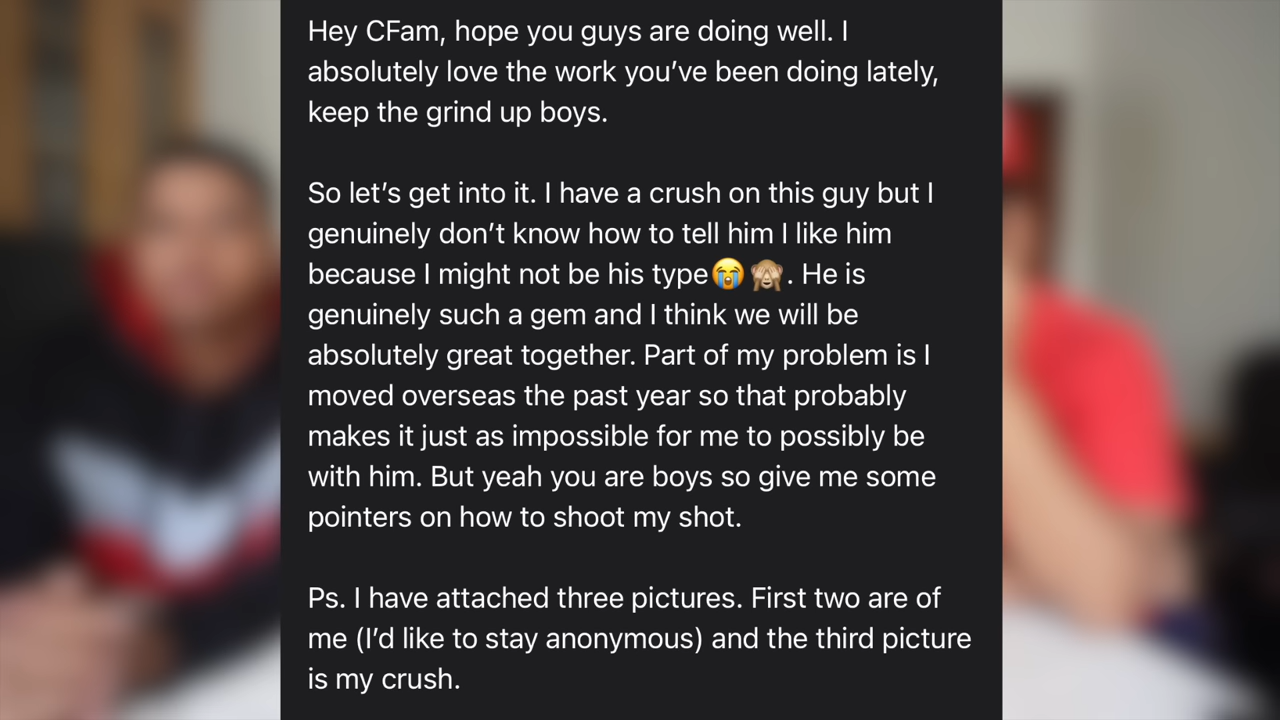 Hey CFam, hope you guys are doing well. I
absolutely love the work you’ve been doing lately,
keep the grind up boys.
So let’s get into it. I have a crush on this guy but I
genuinely don’t know how to tell him I like him
because I might not be his type😭🙈. He is
genuinely such a gem and I think we will be
absolutely great together. Part of my problem is I
moved overseas the past year so that probably
makes it just as impossible for me to possibly be
with him. But yeah you are boys so give me some
pointers on how to shoot my shot.
Ps. I have attached three pictures. First two are of
me (I’d like to stay anonymous) and the third picture
is my crush.